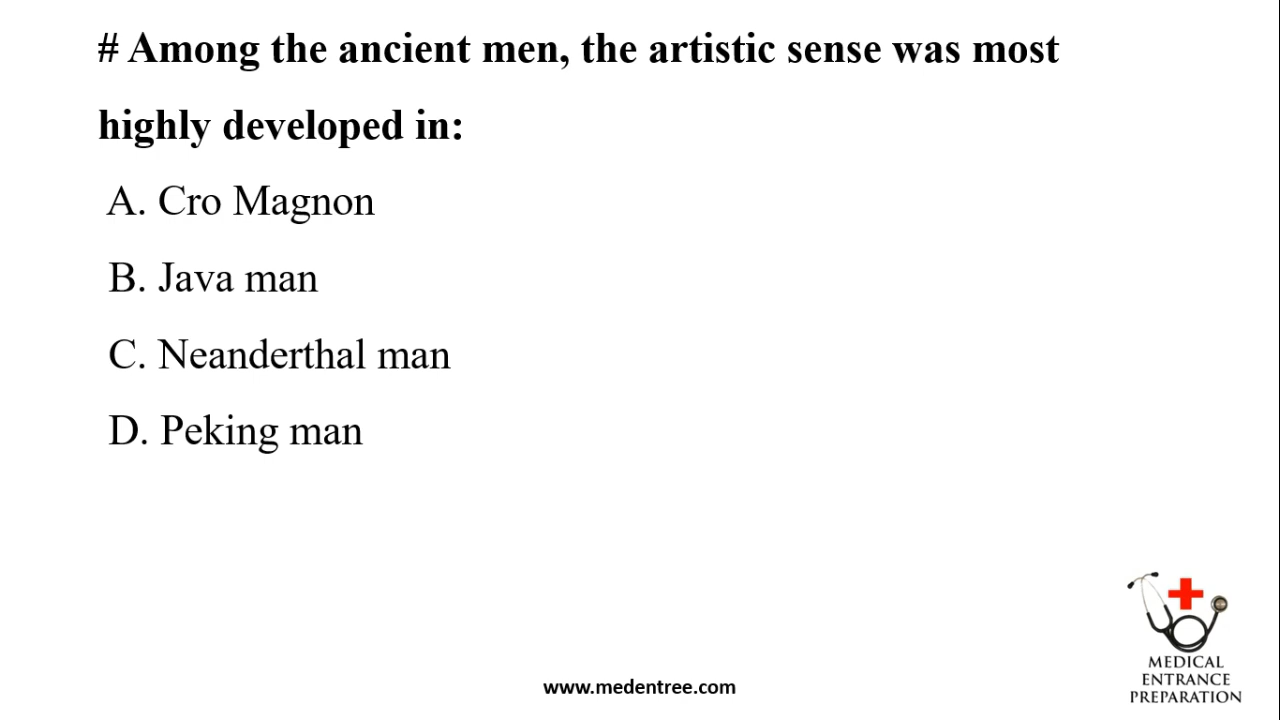 # Among the ancient men, the artistic sense was most
highly developed in:
A. Cro Magnon
B. Java man
C. Neanderthal man
D. Peking man
MEDICAL
ENTRANCE
PREPARATION
www.medentree.com